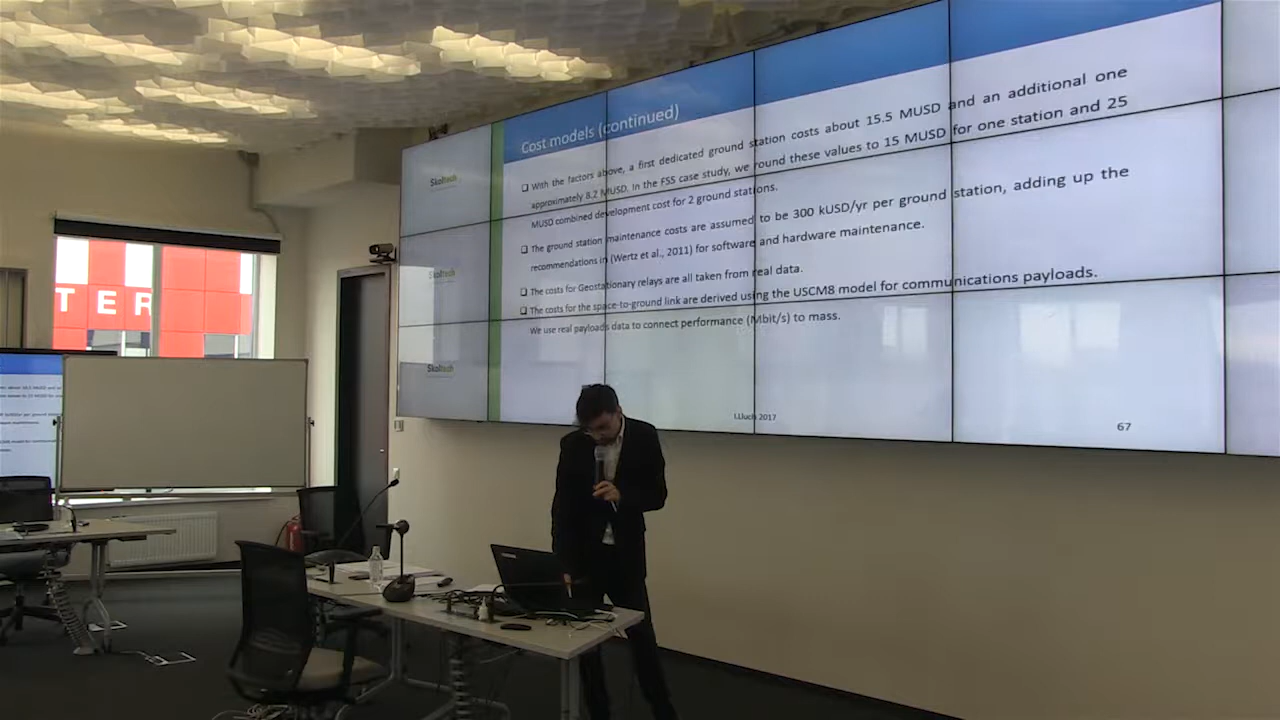 Cost models (continued)
❑ With the factors above, a first dedicated ground station costs about 15.5 MUSD and an additional one
approximately 8.2 MUSD. In the FSS case study, we round these values to 15 MUSD for one station and 25
MUSD combined development cost for 2 ground stations.
❑ The ground station maintenance costs are assumed to be 300 kUSD/yr per ground station, adding up the
recommendations in (Wertz et al., 2011) for software and hardware maintenance.
❑ The costs for Geostationary relays are all taken from real data.
❑ The costs for the space-to-ground link are derived using the USCM8 model for communications payloads.
We use real payloads data to connect performance (Mbit/s) to mass.
I.Lluch 2017
67
Skoltech
Skoltech
Skoltech
TER